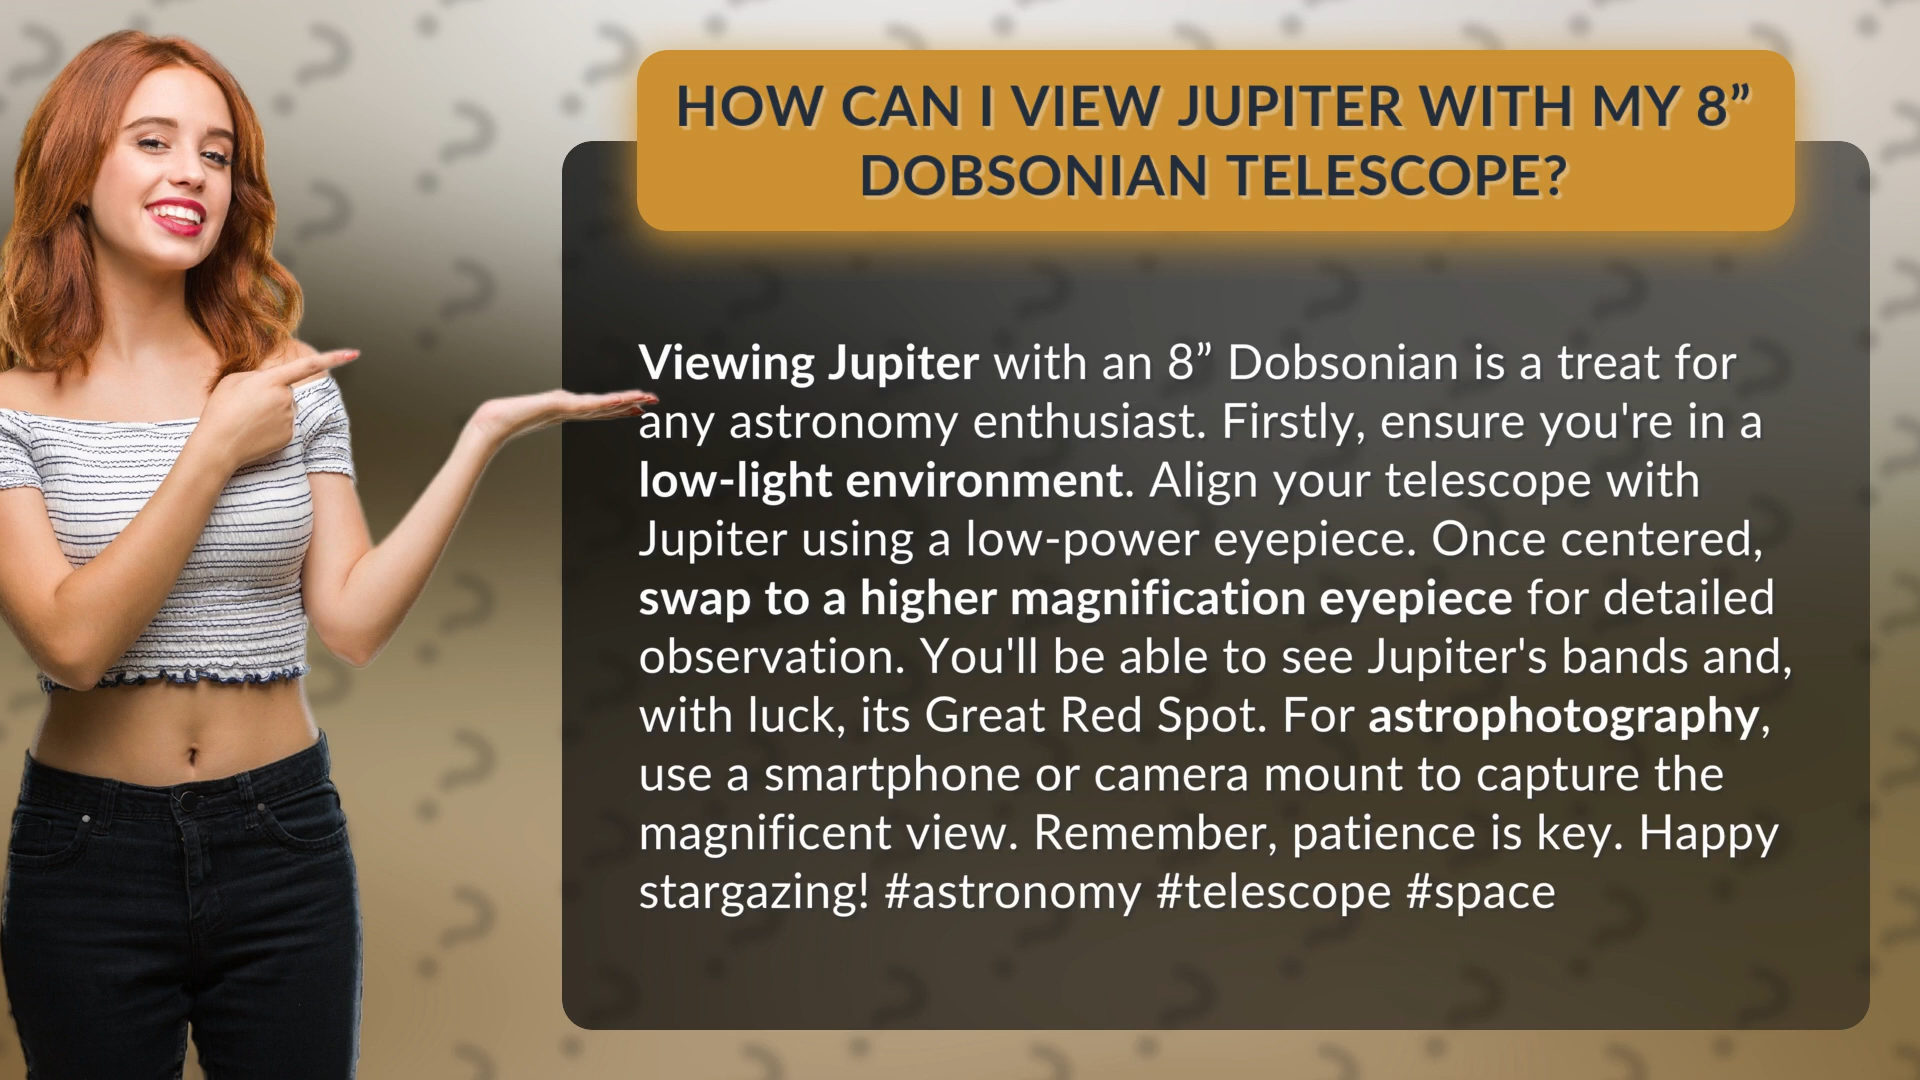 HOW CAN I VIEW JUPITER WITH MY 8”
DOBSONIAN TELESCOPE?
Viewing Jupiter with an 8” Dobsonian is a treat for
any astronomy enthusiast. Firstly, ensure you're in a
low-light environment. Align your telescope with
Jupiter using a low-power eyepiece. Once centered,
swap to a higher magnification eyepiece for detailed
observation. You'll be able to see Jupiter's bands and,
with luck, its Great Red Spot. For astrophotography,
use a smartphone or camera mount to capture the
magnificent view. Remember, patience is key. Happy
stargazing! #astronomy #telescope #space